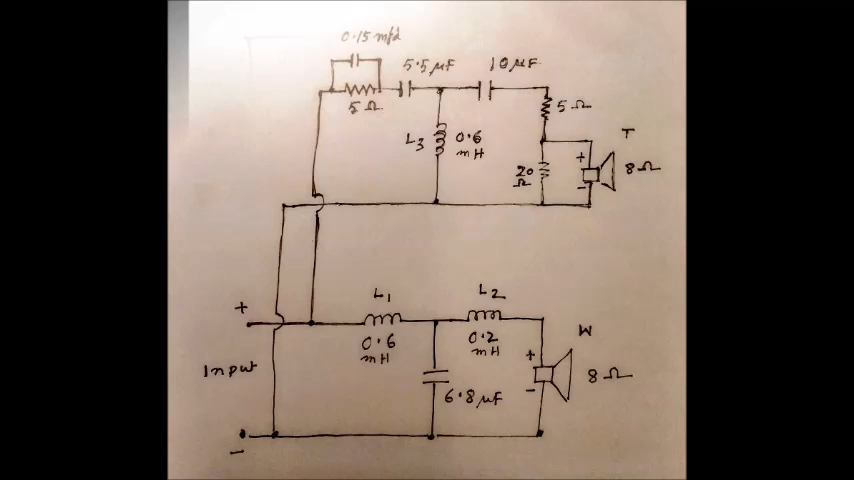 0.15 mfd
5.5 µF
10 µF
5 Ω
5 Ω
L3
0.6
mH
20
Ω
+
-
T
8 Ω
+
Input
-
L1
0.6
mH
L2
0.2
mH
6.8 µF
+
-
W
8 Ω